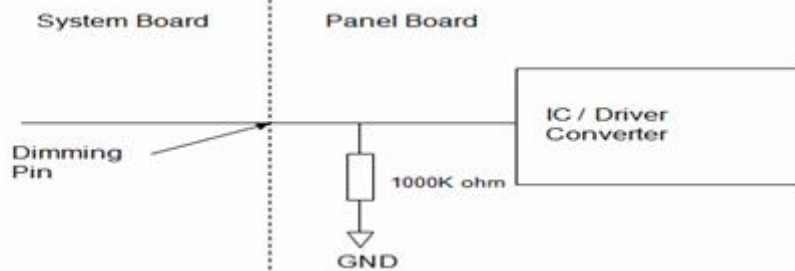 System Board
Panel Board
IC / Driver
Converter
Dimming
Pin
1000K ohm
GND